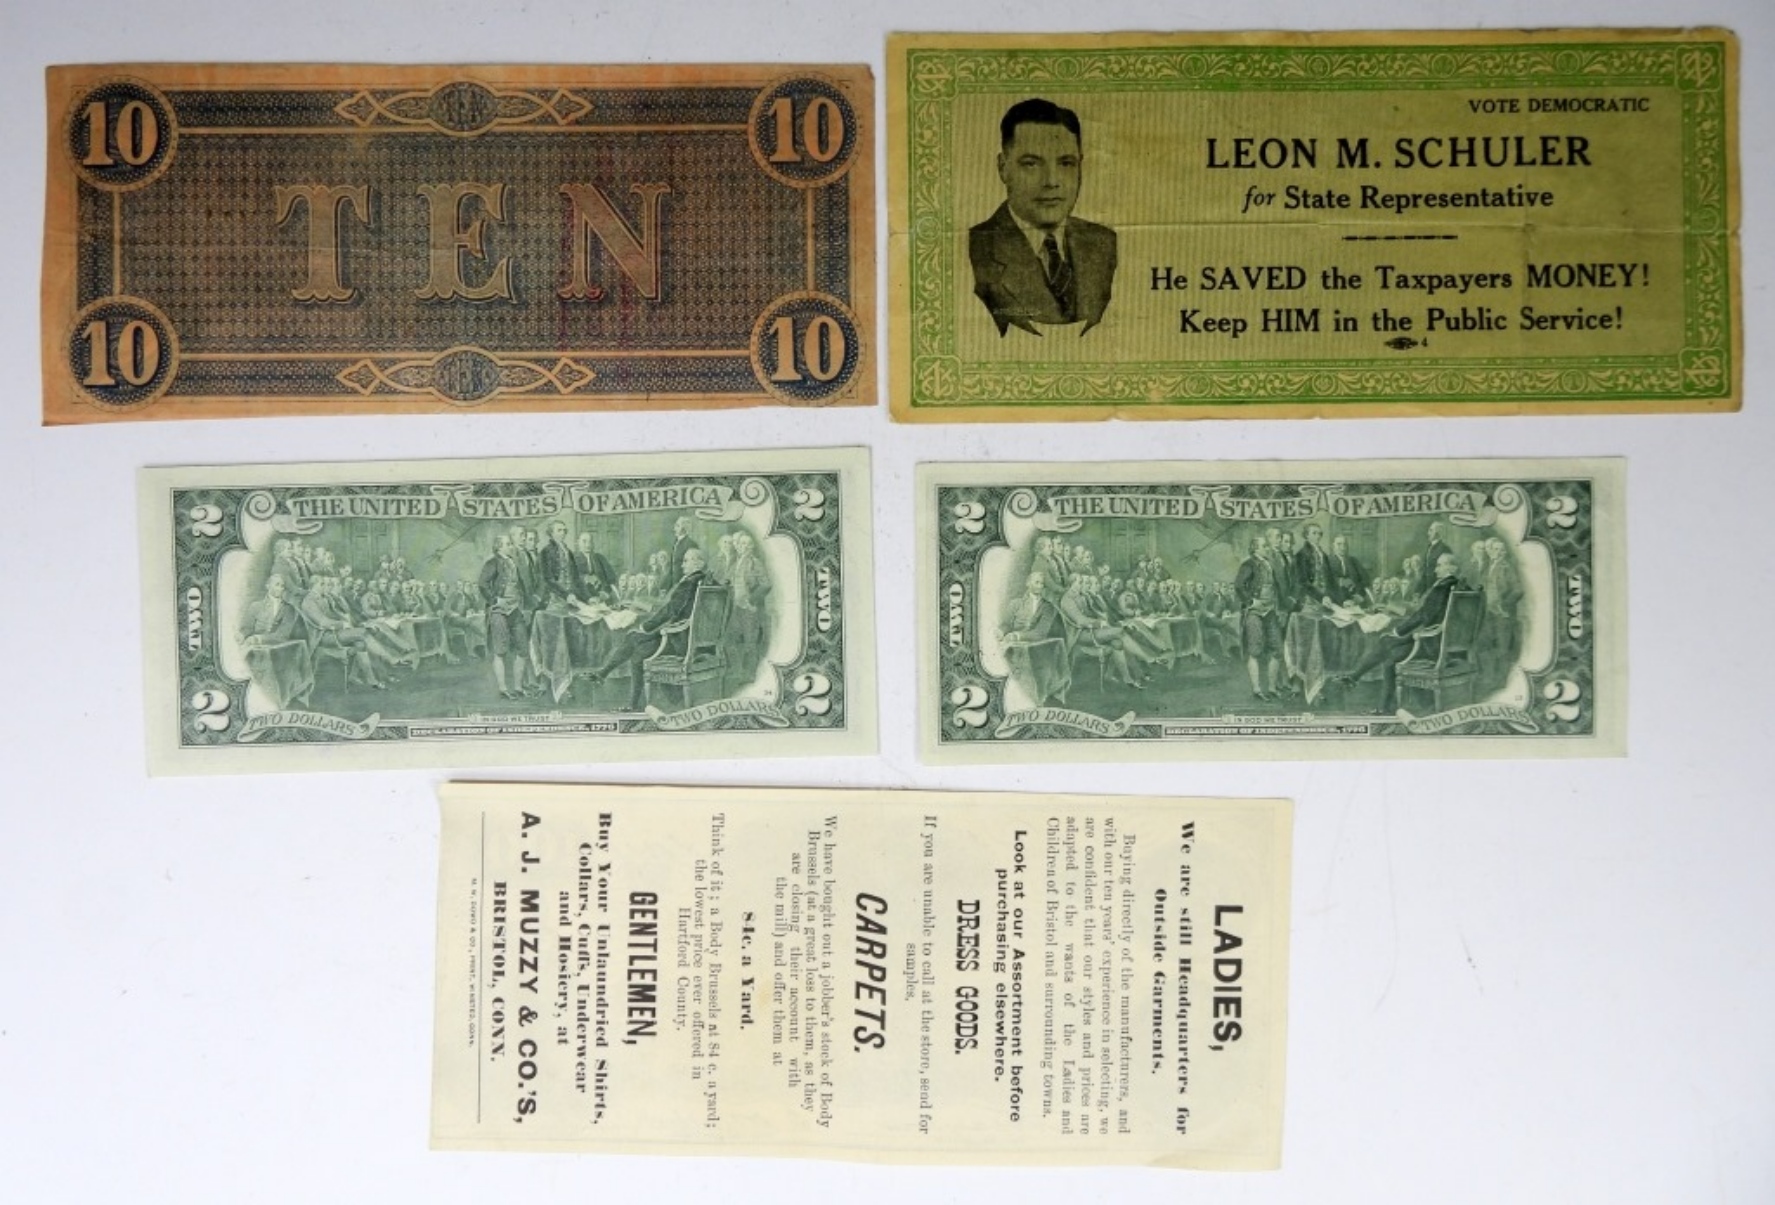 10
TEN
10
TEN
10
TEN
10
VOTE DEMOCRATIC
LEON M. SCHULER
for State Representative
He SAVED the Taxpayers MONEY!
Keep HIM in the Public Service!
4
2
THE UNITED STATES OF AMERICA
2
TWO
TWO
2
TWO DOLLARS
IN GOD WE TRUST
DECLARATION OF INDEPENDENCE, 1776
TWO DOLLARS
2
2
THE UNITED STATES OF AMERICA
2
TWO
TWO
2
TWO DOLLARS
IN GOD WE TRUST
DECLARATION OF INDEPENDENCE, 1776
TWO DOLLARS
2
LADIES,
We are still Headquarters for
Outside Garments.
Buying directly of the manufacturers, and
with our ten years' experience in selecting, we
are confident that our styles and prices are
adapted to the wants of the Ladies and
Children of Bristol and surrounding towns.
Look at our Assortment before
purchasing elsewhere.
DRESS GOODS.
If you are unable to call at the store, send for
samples,
CARPETS.
We have bought out a jobber's stock of Body
Brussels (at a great loss to them, as they
are closing their account with
the mill) and offer them at
84c. a Yard.
Think of it; a Body Brussels at 84 c. a yard;
the lowest price ever offered in
Hartford County.
GENTLEMEN,
Buy Your Unlaundried Shirts,
Collars, Cuffs, Underwear
and Hosiery, at
A. J. MUZZY & CO.'S,
BRISTOL, CONN.